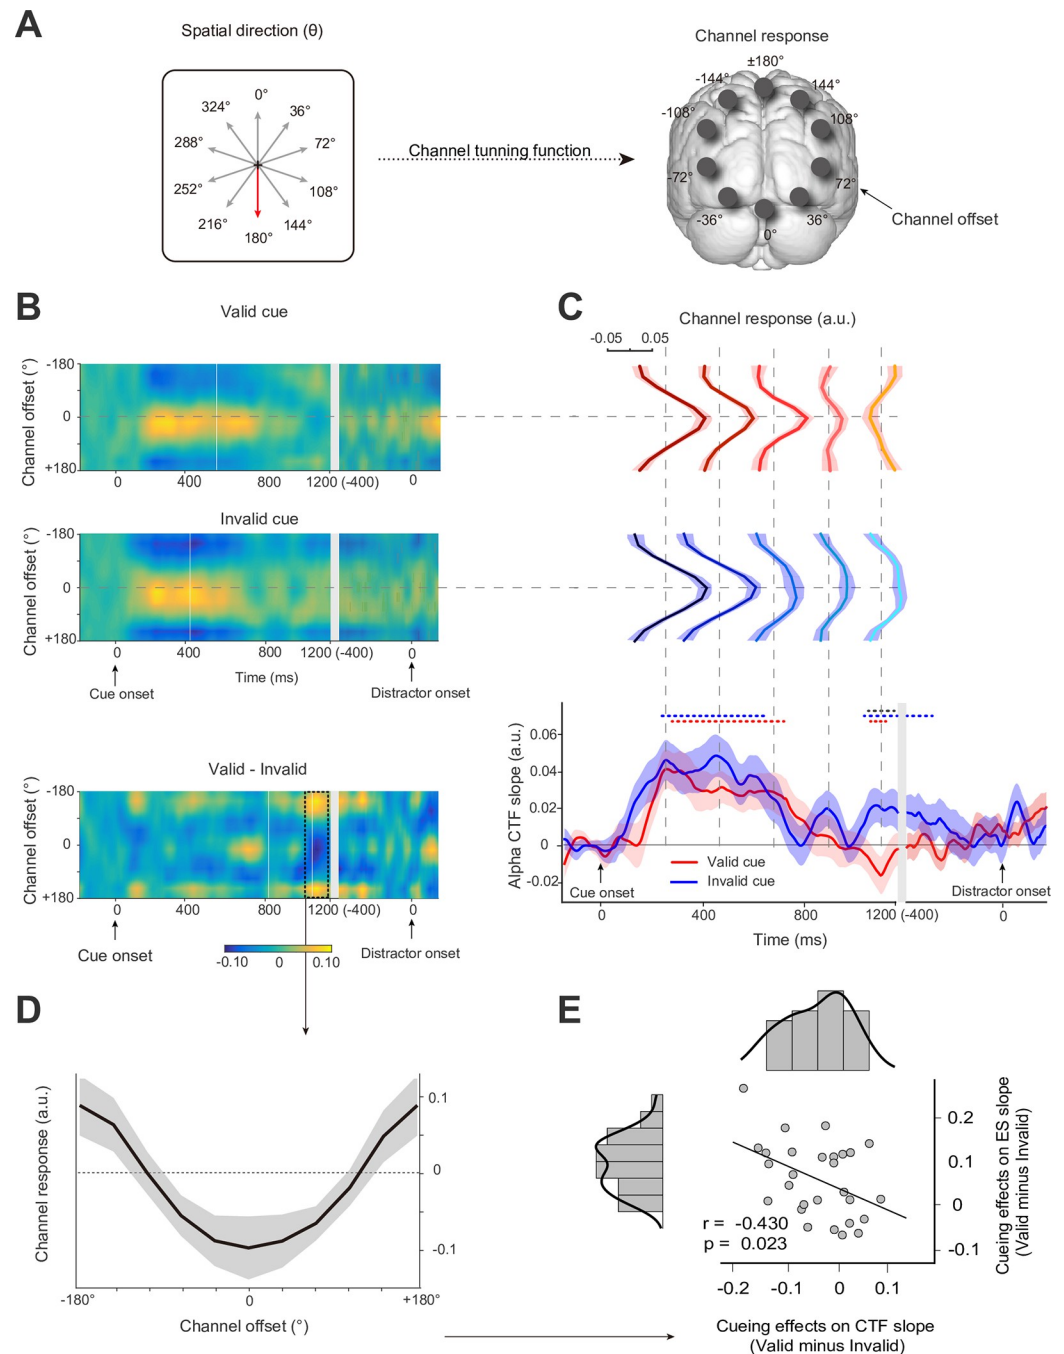 A
Spatial direction (θ)
0°
36°
72°
108°
144°
180°
216°
252°
288°
324°
Channel tunning function
Channel response
±180°
-144°
144°
-108°
108°
-72°
72°
-36°
36°
0°
Channel offset
B
Valid cue
Channel offset (°)
-180
0
+180
0 400 800 1200 (-400) 0
Invalid cue
Channel offset (°)
-180
0
+180
0 400 800 1200 (-400) 0
Time (ms)
Cue onset
Distractor onset
Valid - Invalid
Channel offset (°)
-180
0
+180
0 400 800 1200 (-400) 0
Cue onset
Distractor onset
-0.10 0 0.10
C
Channel response (a.u.)
-0.05 0.05
Alpha CTF slope (a.u.)
0.06
0.04
0.02
0
-0.02
Valid cue
Invalid cue
Cue onset
Distractor onset
0 400 800 1200 (-400) 0
Time (ms)
D
Channel response (a.u.)
0.1
0
-0.1
-180° 0 +180°
Channel offset (°)
E
r = -0.430
p = 0.023
0.2
0.1
0
-0.1
Cueing effects on ES slope
(Valid minus Invalid)
-0.2 -0.1 0 0.1
Cueing effects on CTF slope
(Valid minus Invalid)